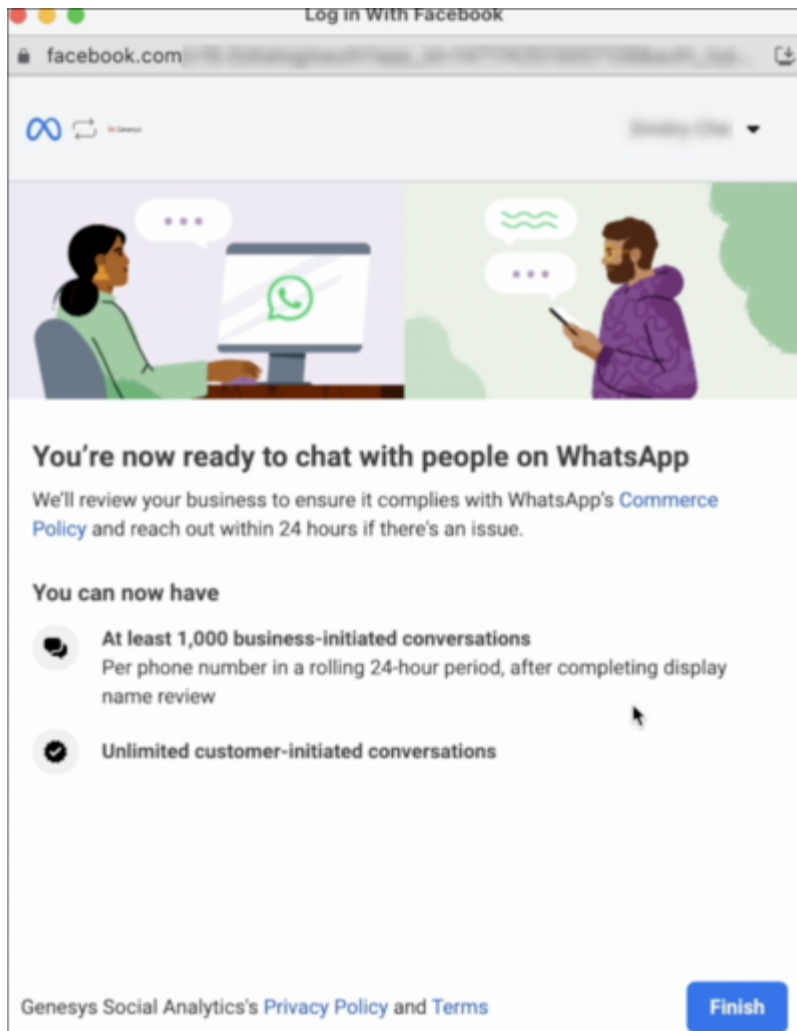 Log in With Facebook
facebook.com
Genesys
You're now ready to chat with people on WhatsApp
We'll review your business to ensure it complies with WhatsApp's Commerce
Policy and reach out within 24 hours if there's an issue.
You can now have
At least 1,000 business-initiated conversations
Per phone number in a rolling 24-hour period, after completing display
name review
Unlimited customer-initiated conversations
Genesys Social Analytics's Privacy Policy and Terms
Finish